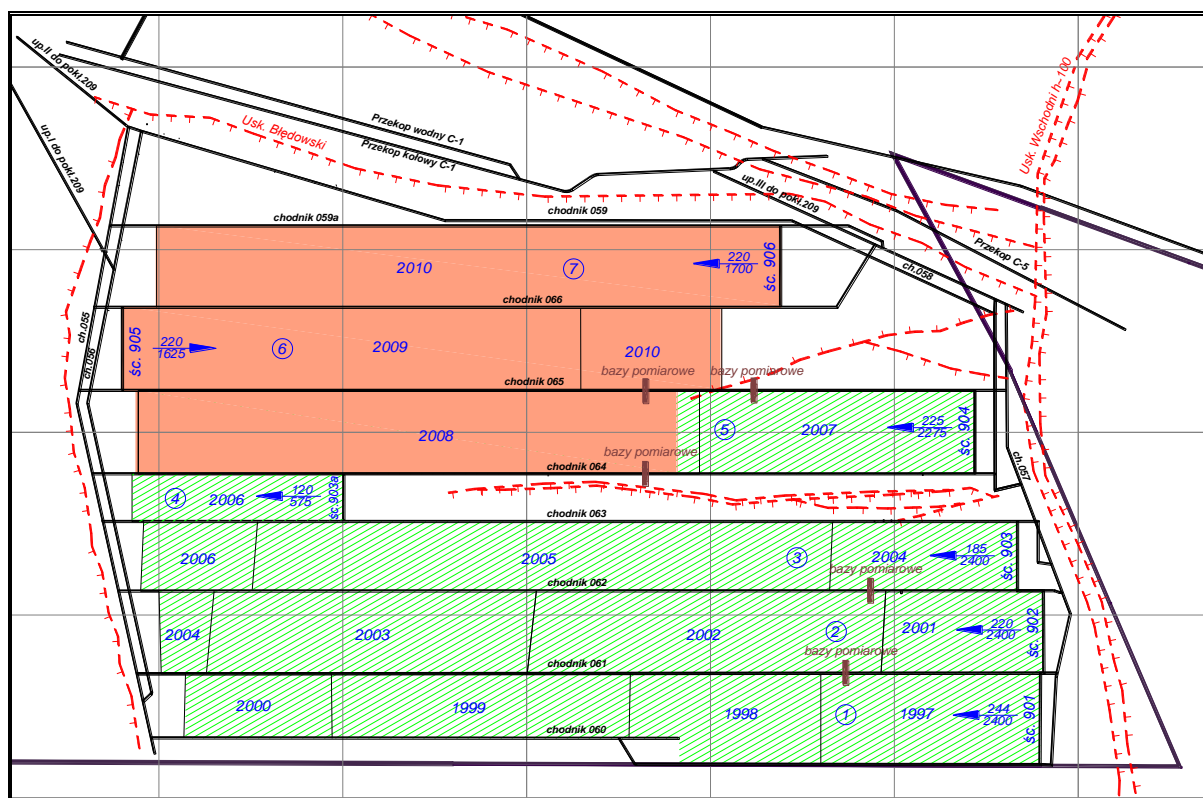 up.II do pokł.209
up.I do pokł.209
Usk. Błędowski
Przekop wodny C-1
Przekop kołowy C-1
Usk. Wschodni h~100
up.III do pokł.209
Przekop C-5
chodnik 059a
chodnik 059
ch.058
2010
7
220
1700
śc. 906
chodnik 066
ch.055
ch.056
śc. 905
220
1625
6
2009
2010
bazy pomiarowe
bazy pomiarowe
chodnik 065
2008
5
2007
225
2275
śc. 904
bazy pomiarowe
chodnik 064
ch.057
4
2006
120
575
śc.903a
chodnik 063
2006
2005
3
2004
185
2400
śc. 903
bazy pomiarowe
chodnik 062
2004
2003
2002
2
2001
220
2400
śc. 902
bazy pomiarowe
chodnik 061
2000
1999
1998
1
1997
244
2400
śc. 901
chodnik 060